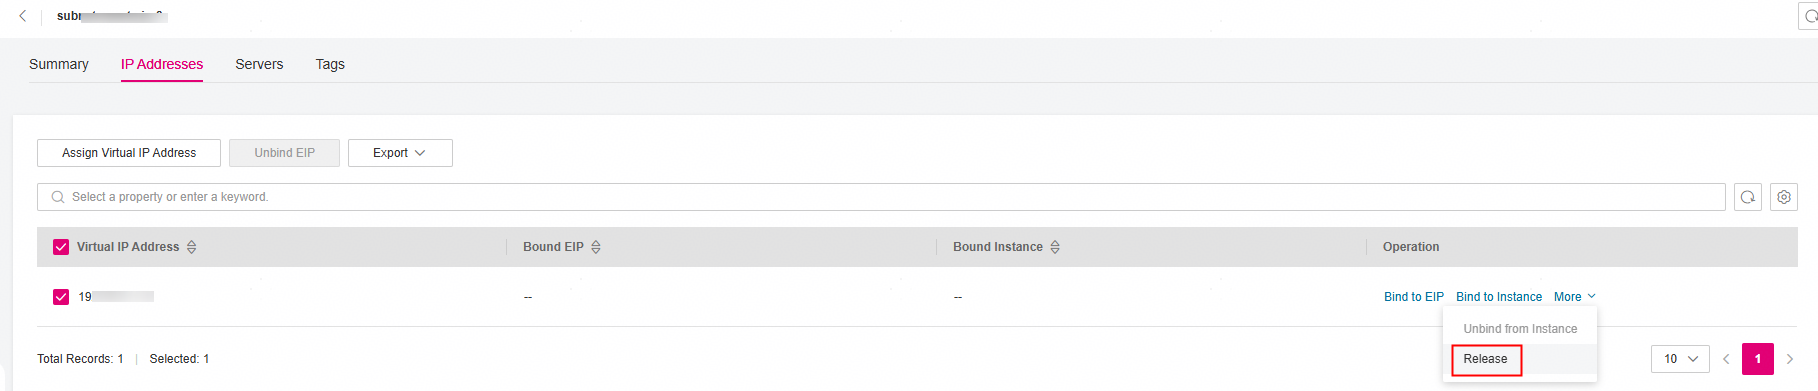 Summary IP Addresses Servers Tags
Assign Virtual IP Address Unbind EIP Export
Select a property or enter a keyword.
Virtual IP Address Bound EIP Bound Instance Operation
19 -- -- Bind to EIP Bind to Instance More
Unbind from Instance
Total Records: 1 | Selected: 1 Release 10 1